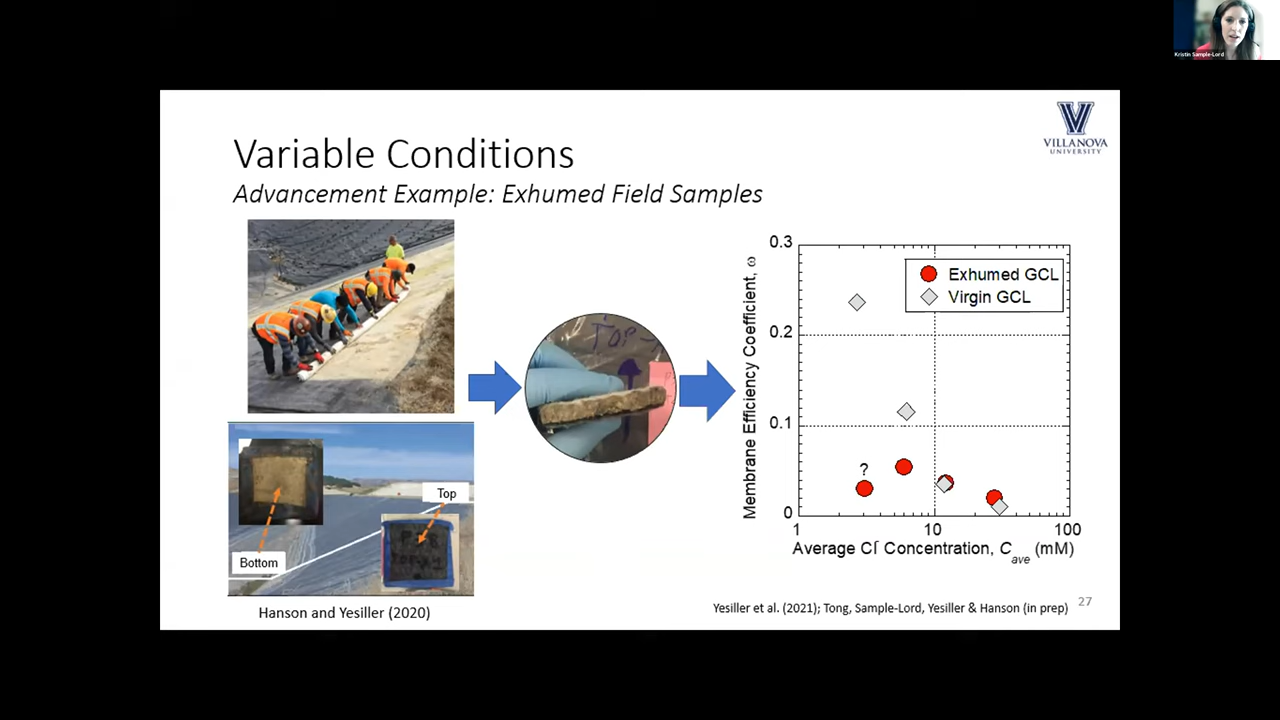 Kristin Sample-Lord
VILLANOVA
UNIVERSITY
Variable Conditions
Advancement Example: Exhumed Field Samples
TOP
Bottom
Top
Hanson and Yesiller (2020)
Membrane Efficiency Coefficient, ω
0.3
0.2
0.1
0
Exhumed GCL
Virgin GCL
?
1
10
100
Average Cl⁻ Concentration, C_ave (mM)
Yesiller et al. (2021); Tong, Sample-Lord, Yesiller & Hanson (in prep)
27